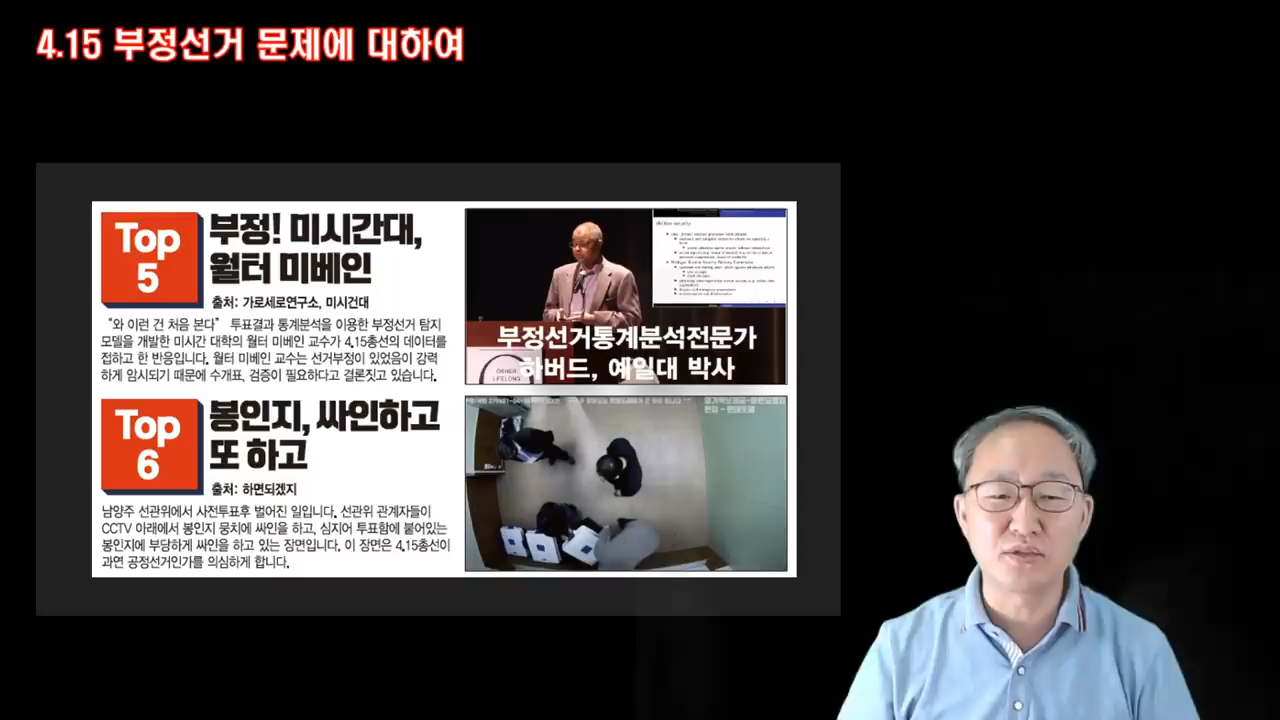 4.15 부정선거 문제에 대하여
Top
5
부정! 미시간대,
월터 미베인
출처: 가로세로연구소, 미시간대
“와 이런 건 처음 본다” 투표결과 통계분석을 이용한 부정선거 탐지
모델을 개발한 미시간 대학의 월터 미베인 교수가 4.15총선의 데이터를
접하고 한 반응입니다. 월터 미베인 교수는 선거부정이 있었음이 강력
하게 암시되기 때문에 수개표, 검증이 필요하다고 결론짓고 있습니다.
부정선거통계분석전문가
하버드, 예일대 박사
OSHER
LIFELONG
Top
6
봉인지, 싸인하고
또 하고
출처: 하면되겠지
남양주 선관위에서 사전투표후 벌어진 일입니다. 선관위 관계자들이
CCTV 아래에서 봉인지 뭉치에 싸인을 하고, 심지어 투표함에 붙어있는
봉인지에 부당하게 싸인을 하고 있는 장면입니다. 이 장면은 4.15총선이
과연 공정선거인가를 의심하게 합니다.